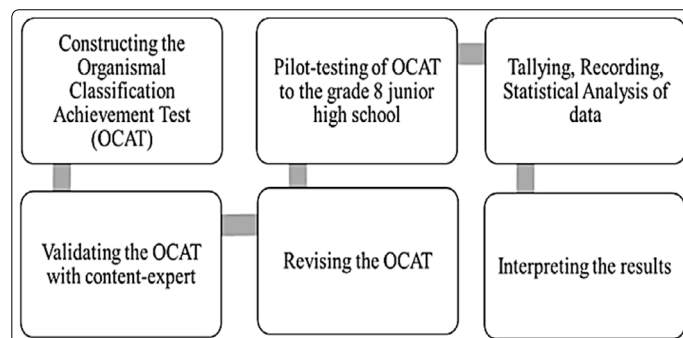 Constructing the
Organismal
Classification
Achievement Test
(OCAT)
Validating the OCAT
with content-expert
Revising the OCAT
Pilot-testing of OCAT
to the grade 8 junior
high school
Tallying, Recording,
Statistical Analysis of
data
Interpreting the results